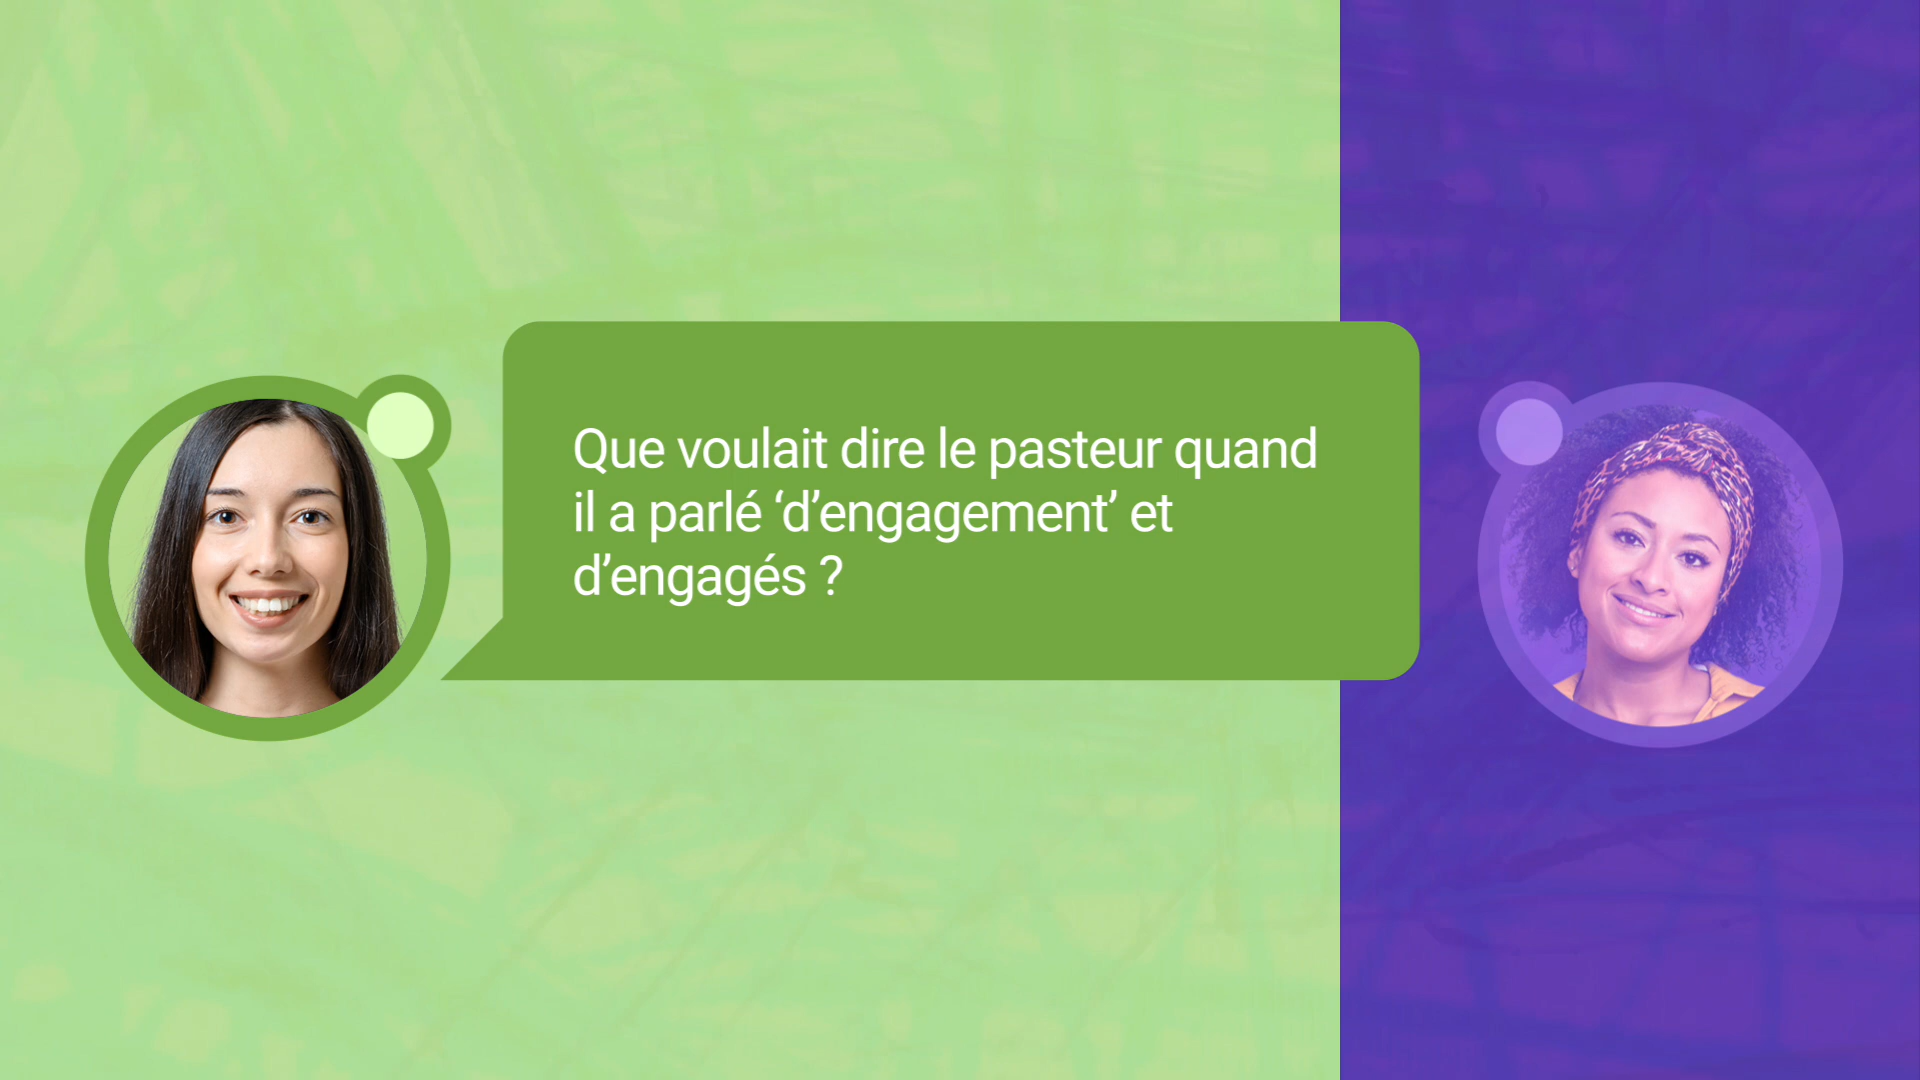 Que voulait dire le pasteur quand
il a parlé ‘d’engagement’ et
d’engagés ?